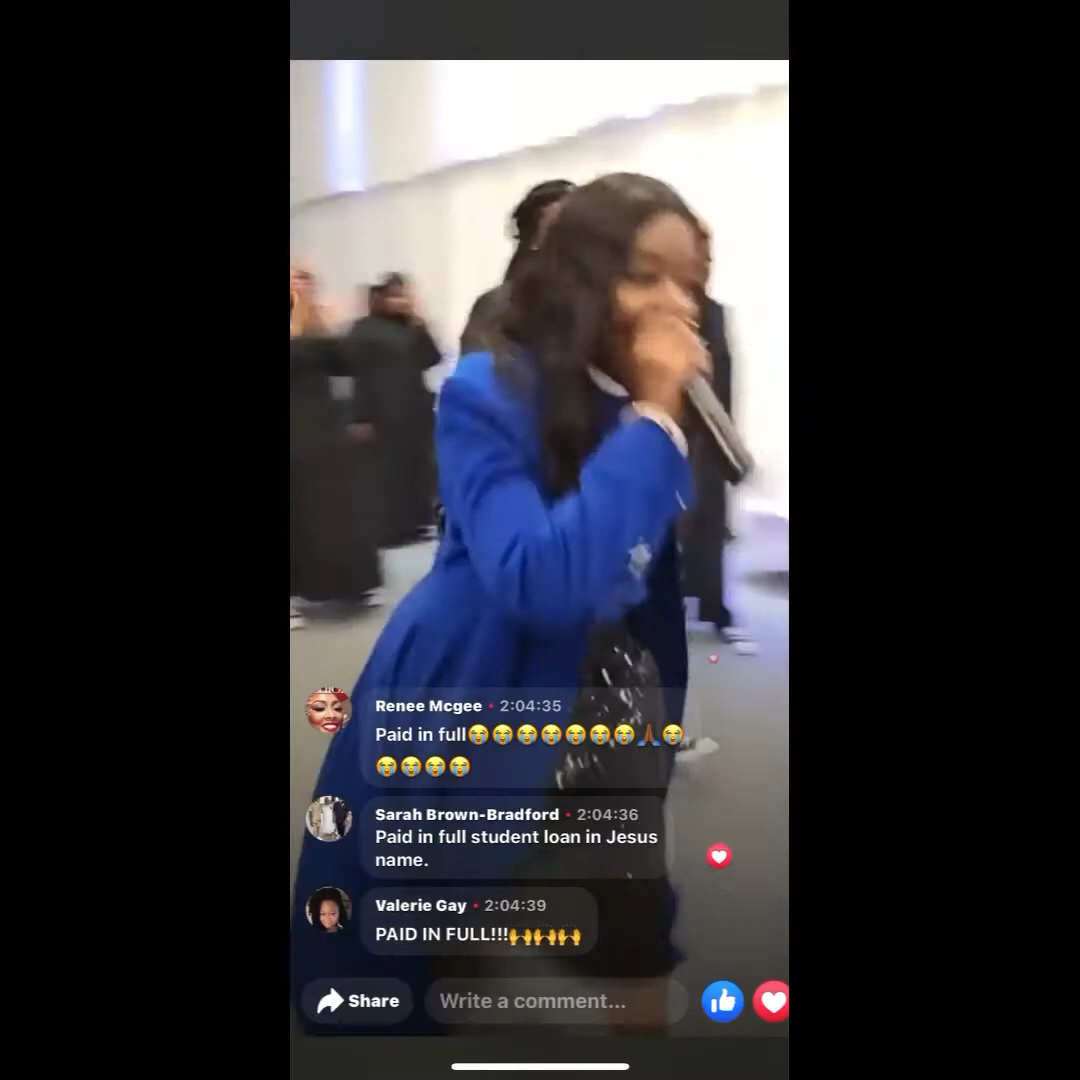 Renee Mcgee • 2:04:35
Paid in full😭😭😭😭😭😭😭🙏🏾😭
😭😭😭😭
Sarah Brown-Bradford • 2:04:36
Paid in full student loan in Jesus
name.
Valerie Gay • 2:04:39
PAID IN FULL!!!🙌🙌🙌
Share
Write a comment...